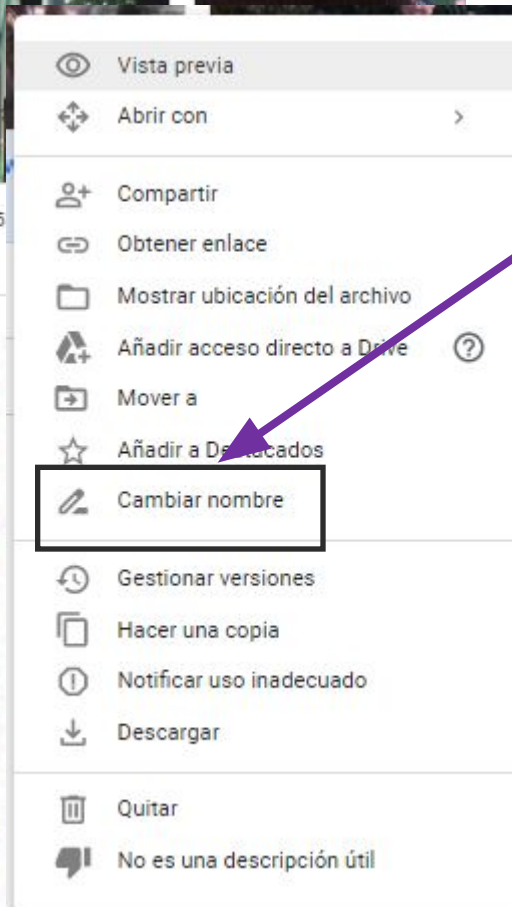 Vista previa
Abrir con
Compartir
Obtener enlace
Mostrar ubicación del archivo
Añadir acceso directo a Drive
Mover a
Añadir a Destacados
Cambiar nombre
Gestionar versiones
Hacer una copia
Notificar uso inadecuado
Descargar
Quitar
No es una descripción útil